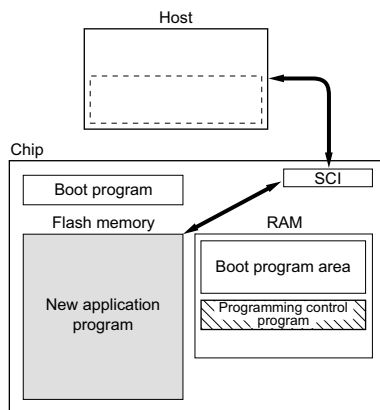 Host
Chip
SCI
Boot program
Flash memory
RAM
Boot program area
New application
program
Programming control
program